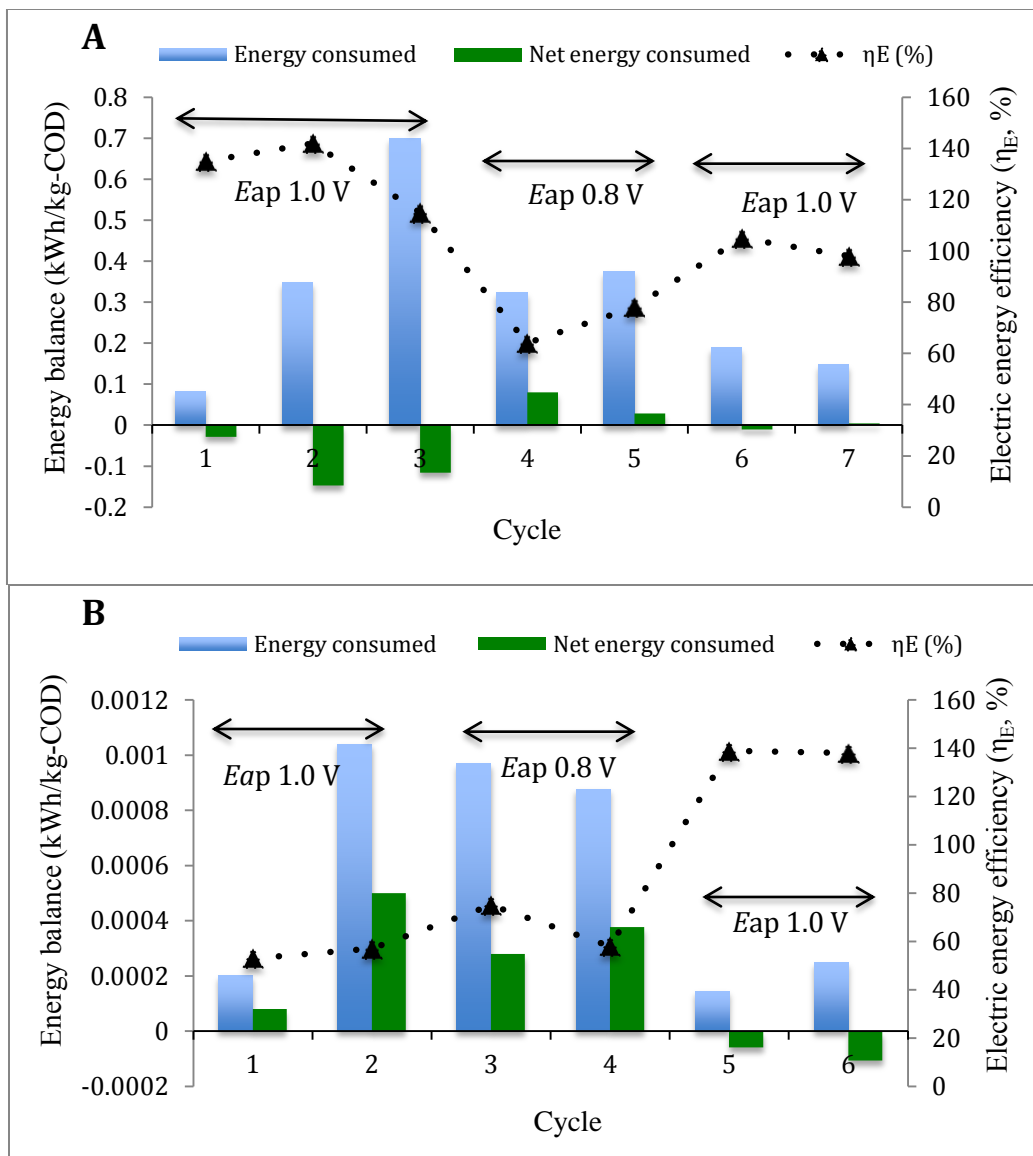 A
Energy consumed Net energy consumed ηE (%)
Energy balance (kWh/kg-COD)
0.8
0.7
0.6
0.5
0.4
0.3
0.2
0.1
0
-0.1
-0.2
Eap 1.0 V
Eap 0.8 V
Eap 1.0 V
1 2 3 4 5 6 7
Cycle
160
140
120
100
80
60
40
20
0
Electric energy efficiency (ηE, %)
B
Energy consumed Net energy consumed ηE (%)
Energy balance (kWh/kg-COD)
0.0012
0.001
0.0008
0.0006
0.0004
0.0002
0
-0.0002
Eap 1.0 V
Eap 0.8 V
Eap 1.0 V
1 2 3 4 5 6
Cycle
160
140
120
100
80
60
40
20
0
Electric energy efficiency (ηE, %)